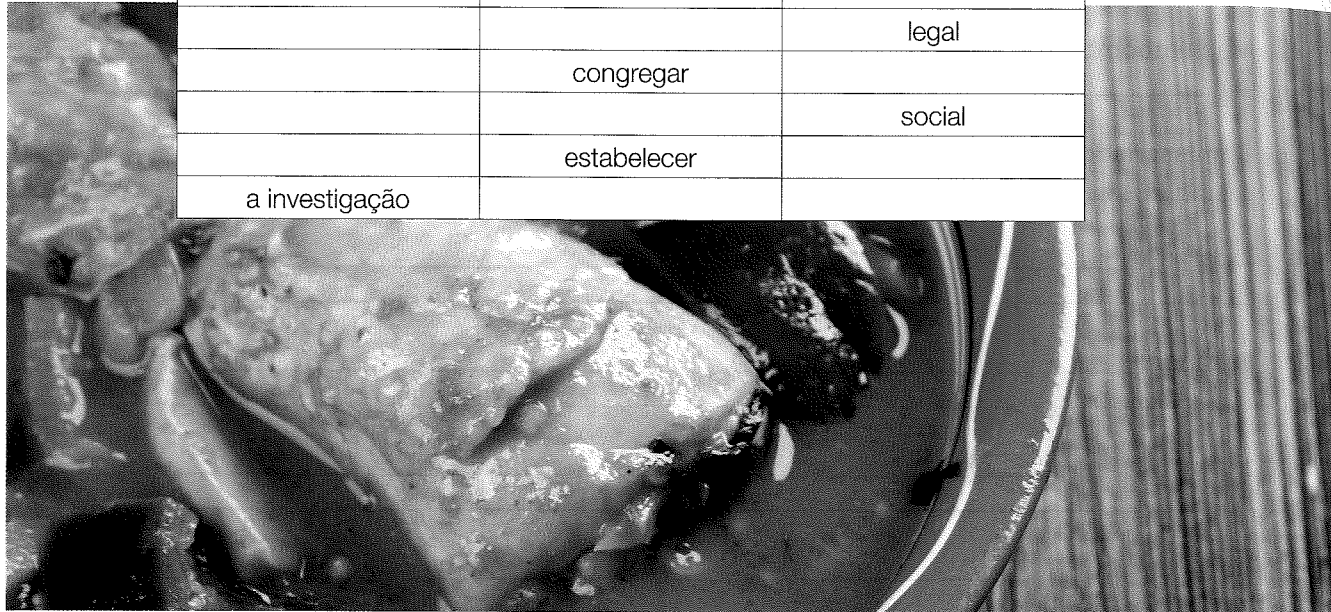 legal
congregar
social
estabelecer
a investigação